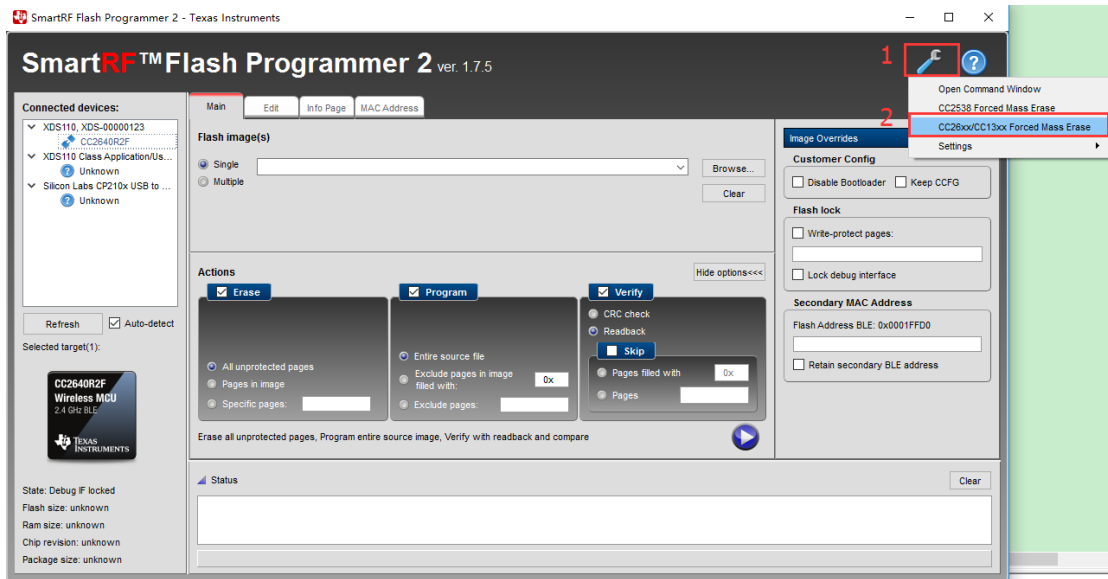 SmartRF Flash Programmer 2 - Texas Instruments
SmartRF™Flash Programmer 2 ver. 1.7.5
1
?
Open Command Window
CC2538 Forced Mass Erase
2
CC26xx/CC13xx Forced Mass Erase
Settings
Connected devices:
XDS110, XDS-00000123
CC2640R2F
XDS110 Class Application/Us...
? Unknown
Silicon Labs CP210x USB to ...
? Unknown
Refresh
Auto-detect
Selected target(1):
CC2640R2F
Wireless MCU
2.4 GHz BLE
TEXAS
INSTRUMENTS
State: Debug IF locked
Flash size: unknown
Ram size: unknown
Chip revision: unknown
Package size: unknown
Main Edit Info Page MAC Address
Flash image(s)
Single
Browse...
Multiple
Clear
Actions
Hide options<<<
Erase
All unprotected pages
Pages in image
Specific pages:
Program
Entire source file
Exclude pages in image
filled with:
0x
Exclude pages:
Verify
CRC check
Readback
Skip
Pages filled with
0x
Pages
Erase all unprotected pages, Program entire source image, Verify with readback and compare
Image Overrides
Customer Config
Disable Bootloader Keep CCFG
Flash lock
Write-protect pages:
Lock debug interface
Secondary MAC Address
Flash Address BLE: 0x0001FFD0
Retain secondary BLE address
Status
Clear